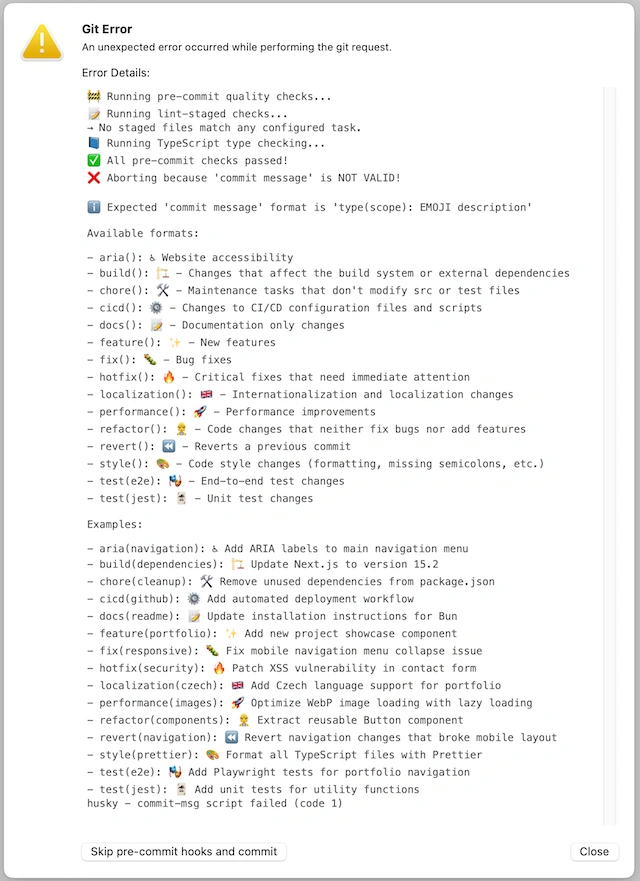 Git Error
An unexpected error occurred while performing the git request.
Error Details:
🚧 Running pre-commit quality checks...
📝 Running lint-staged checks...
→ No staged files match any configured task.
📘 Running TypeScript type checking...
✅ All pre-commit checks passed!
❌ Aborting because 'commit message' is NOT VALID!
ℹ️ Expected 'commit message' format is 'type(scope): EMOJI description'
Available formats:
– aria(): ♿ Website accessibility
– build(): 🏗️ – Changes that affect the build system or external dependencies
– chore(): 🛠️ – Maintenance tasks that don't modify src or test files
– cicd(): ⚙️ – Changes to CI/CD configuration files and scripts
– docs(): 📝 – Documentation only changes
– feature(): ✨ – New features
– fix(): 🐛 – Bug fixes
– hotfix(): 🔥 – Critical fixes that need immediate attention
– localization(): 🇬🇧 – Internationalization and localization changes
– performance(): 🚀 – Performance improvements
– refactor(): 👷 – Code changes that neither fix bugs nor add features
– revert(): ⏪ – Reverts a previous commit
– style(): 🎨 – Code style changes (formatting, missing semicolons, etc.)
– test(e2e): 🎭 – End-to-end test changes
– test(jest): 🃏 – Unit test changes
Examples:
– aria(navigation): ♿ Add ARIA labels to main navigation menu
– build(dependencies): 🏗️ Update Next.js to version 15.2
– chore(cleanup): 🛠️ Remove unused dependencies from package.json
– cicd(github): ⚙️ Add automated deployment workflow
– docs(readme): 📝 Update installation instructions for Bun
– feature(portfolio): ✨ Add new project showcase component
– fix(responsive): 🐛 Fix mobile navigation menu collapse issue
– hotfix(security): 🔥 Patch XSS vulnerability in contact form
– localization(czech): 🇬🇧 Add Czech language support for portfolio
– performance(images): 🚀 Optimize WebP image loading with lazy loading
– refactor(components): 👷 Extract reusable Button component
– revert(navigation): ⏪ Revert navigation changes that broke mobile layout
– style(prettier): 🎨 Format all TypeScript files with Prettier
– test(e2e): 🎭 Add Playwright tests for portfolio navigation
– test(jest): 🃏 Add unit tests for utility functions
husky – commit-msg script failed (code 1)
Skip pre-commit hooks and commit
Close